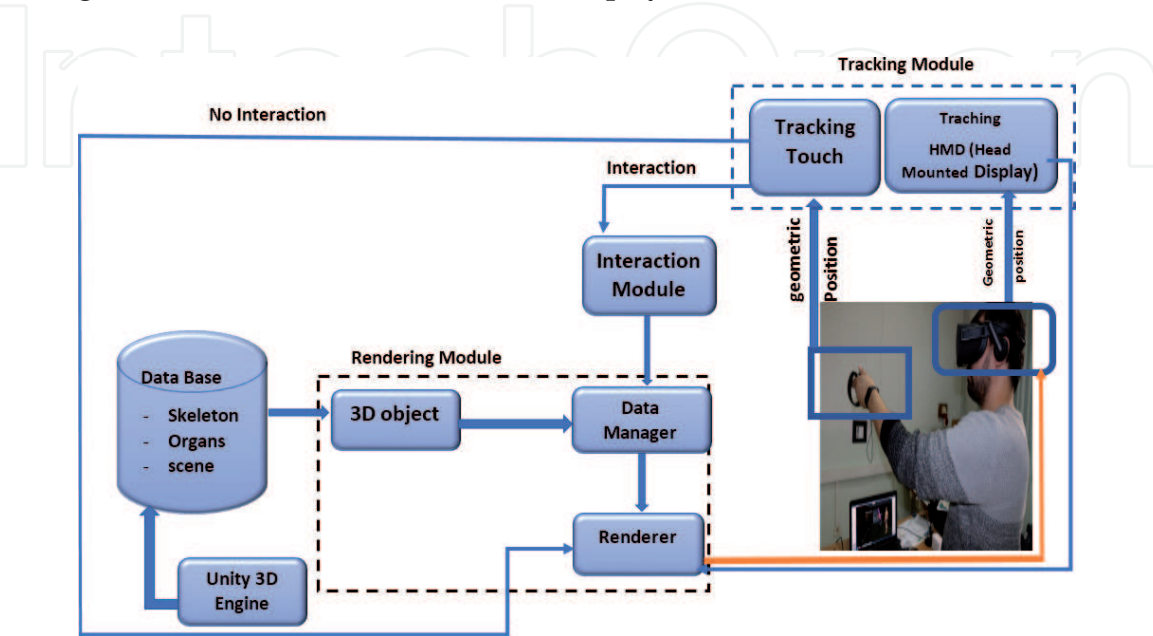 IntechOpen
Tracking Module
No Interaction
Tracking
Touch
Traching
HMD (Head
Mounted Display)
Interaction
geometric
Position
Geometric
position
Interaction
Module
Rendering Module
Data Base
- Skeleton
- Organs
- scene
3D object
Data
Manager
Renderer
Unity 3D
Engine